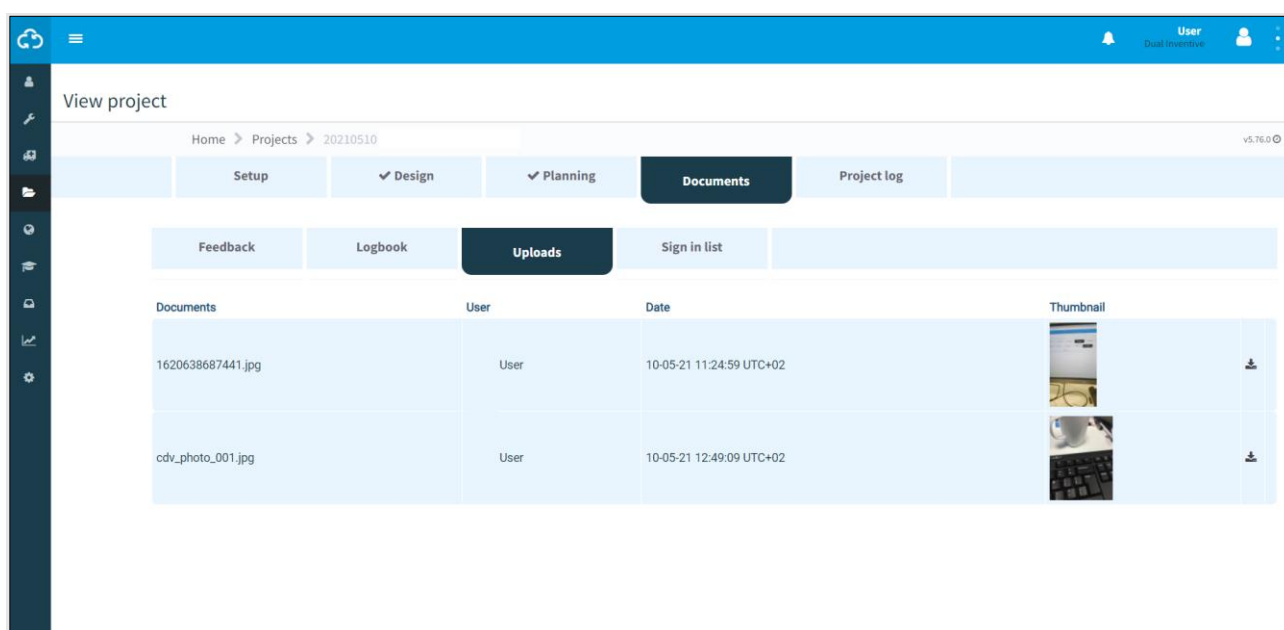 User
Dual Inventive
View project
Home > Projects > 20210510
v5.76.0
Setup Design Planning Documents Project log
Feedback Logbook Uploads Sign in list
Documents User Date Thumbnail
1620638687441.jpg User 10-05-21 11:24:59 UTC+02
cdv_photo_001.jpg User 10-05-21 12:49:09 UTC+02